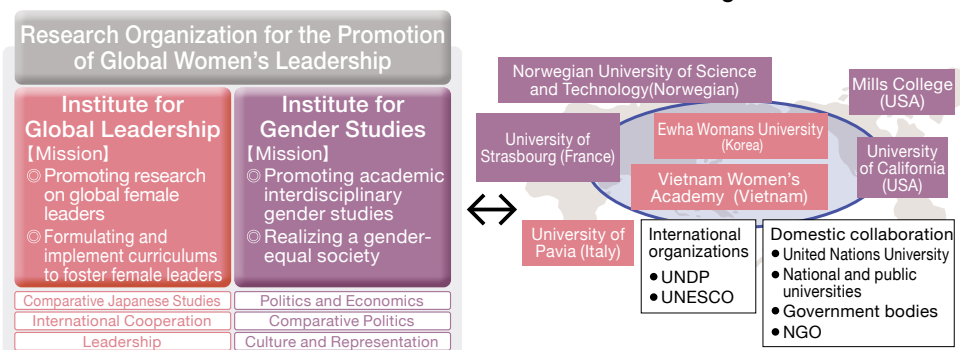 Research Organization for the Promotion
of Global Women's Leadership
Institute for
Global Leadership
【Mission】
◎Promoting research
on global female
leaders
◎Formulating and
implement curriculums
to foster female leaders
Comparative Japanese Studies
International Cooperation
Leadership
Institute for
Gender Studies
【Mission】
◎Promoting academic
interdisciplinary
gender studies
◎Realizing a gender-
equal society
Politics and Economics
Comparative Politics
Culture and Representation
Norwegian University of Science
and Technology(Norwegian)
Mills College
(USA)
University of
Strasbourg (France)
Ewha Womans University
(Korea)
University
of California
(USA)
Vietnam Women's
Academy (Vietnam)
University of
Pavia (Italy)
International
organizations
●UNDP
●UNESCO
Domestic collaboration
●United Nations University
●National and public
universities
●Government bodies
●NGO